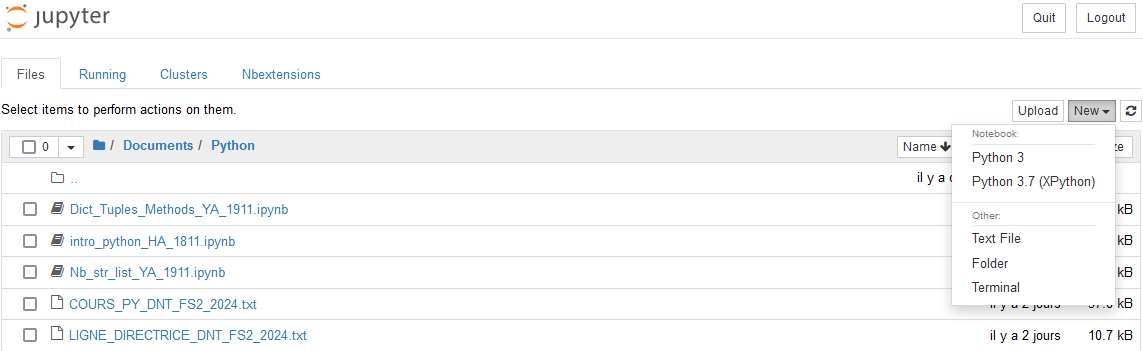 jupyter
Quit Logout
Files Running Clusters Nbextensions
Select items to perform actions on them.
Upload New
0 / Documents / Python Name ze
Notebook:
Python 3
Python 3.7 (XPython)
Other:
Text File
Folder
Terminal
.. il y a
Dict_Tuples_Methods_YA_1911.ipynb kB
intro_python_HA_1811.ipynb kB
Nb_str_list_YA_1911.ipynb kB
COURS_PY_DNT_FS2_2024.txt il y a 2 jours kB
LIGNE_DIRECTRICE_DNT_FS2_2024.txt il y a 2 jours 10.7 kB